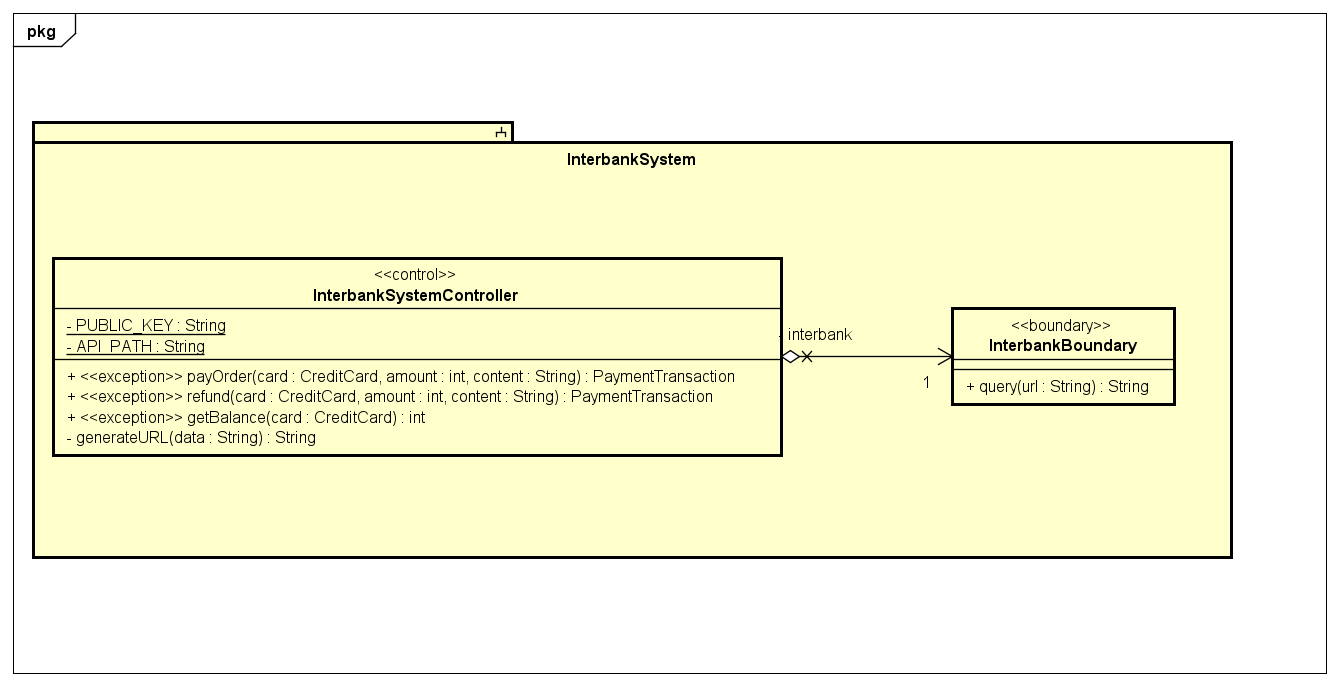 pkg
InterbankSystem
<<control>>
InterbankSystemController
- PUBLIC_KEY : String
- API_PATH : String
+ <<exception>> payOrder(card : CreditCard, amount : int, content : String) : PaymentTransaction
+ <<exception>> refund(card : CreditCard, amount : int, content : String) : PaymentTransaction
+ <<exception>> getBalance(card : CreditCard) : int
- generateURL(data : String) : String
- interbank
1
<<boundary>>
InterbankBoundary
+ query(url : String) : String